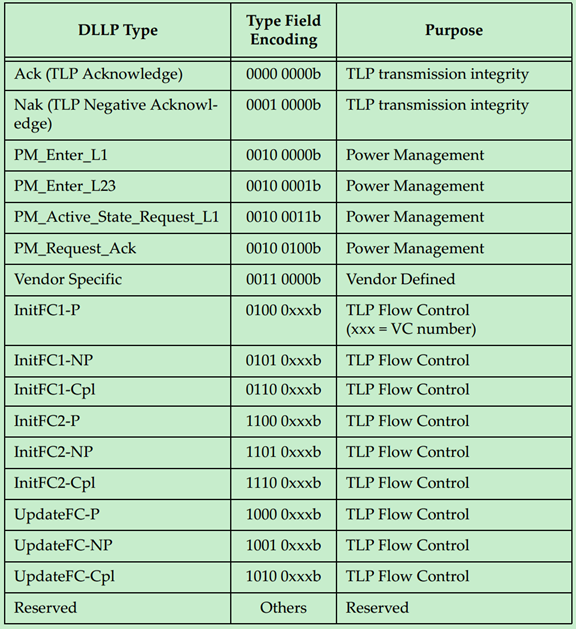 DLLP Type Type Field Encoding Purpose
Ack (TLP Acknowledge) 0000 0000b TLP transmission integrity
Nak (TLP Negative Acknowl- 0001 0000b TLP transmission integrity
edge)
PM_Enter_L1 0010 0000b Power Management
PM_Enter_L23 0010 0001b Power Management
PM_Active_State_Request_L1 0010 0011b Power Management
PM_Request_Ack 0010 0100b Power Management
Vendor Specific 0011 0000b Vendor Defined
InitFC1-P 0100 0xxxb TLP Flow Control
(xxx = VC number)
InitFC1-NP 0101 0xxxb TLP Flow Control
InitFC1-Cpl 0110 0xxxb TLP Flow Control
InitFC2-P 1100 0xxxb TLP Flow Control
InitFC2-NP 1101 0xxxb TLP Flow Control
InitFC2-Cpl 1110 0xxxb TLP Flow Control
UpdateFC-P 1000 0xxxb TLP Flow Control
UpdateFC-NP 1001 0xxxb TLP Flow Control
UpdateFC-Cpl 1010 0xxxb TLP Flow Control
Reserved Others Reserved